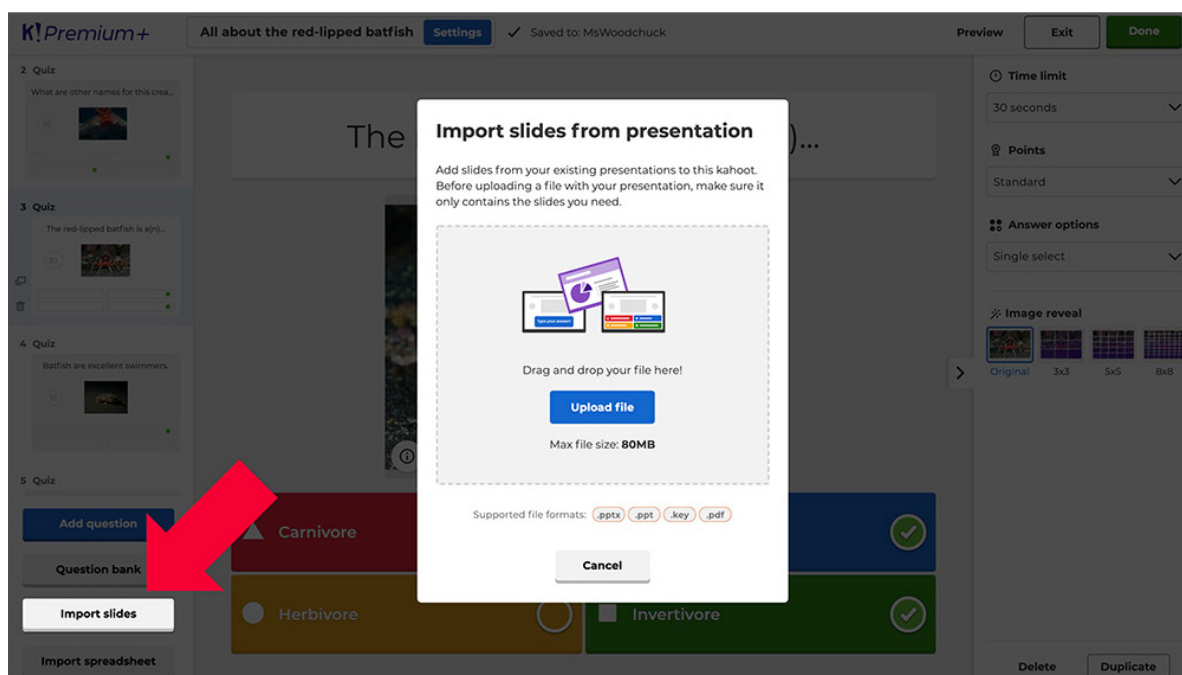 K!Premium+
All about the red-lipped batfish
Settings
Saved to: MsWoodchuck
Preview
Exit
Done
2 Quiz
What are other names for this crea...
30
3 Quiz
The red-lipped batfish is a(n)...
30
4 Quiz
Batfish are excellent swimmers.
5 Quiz
Add question
Question bank
Import slides
Import spreadsheet
The
)...
Carnivore
Herbivore
Invertivore
Import slides from presentation
Add slides from your existing presentations to this kahoot.
Before uploading a file with your presentation, make sure it
only contains the slides you need.
Type your answer!
Drag and drop your file here!
Upload file
Max file size: 80MB
Supported file formats: .pptx .ppt .key .pdf
Cancel
Time limit
30 seconds
Points
Standard
Answer options
Single select
Image reveal
Original 3x3 5x5 8x8
Delete
Duplicate